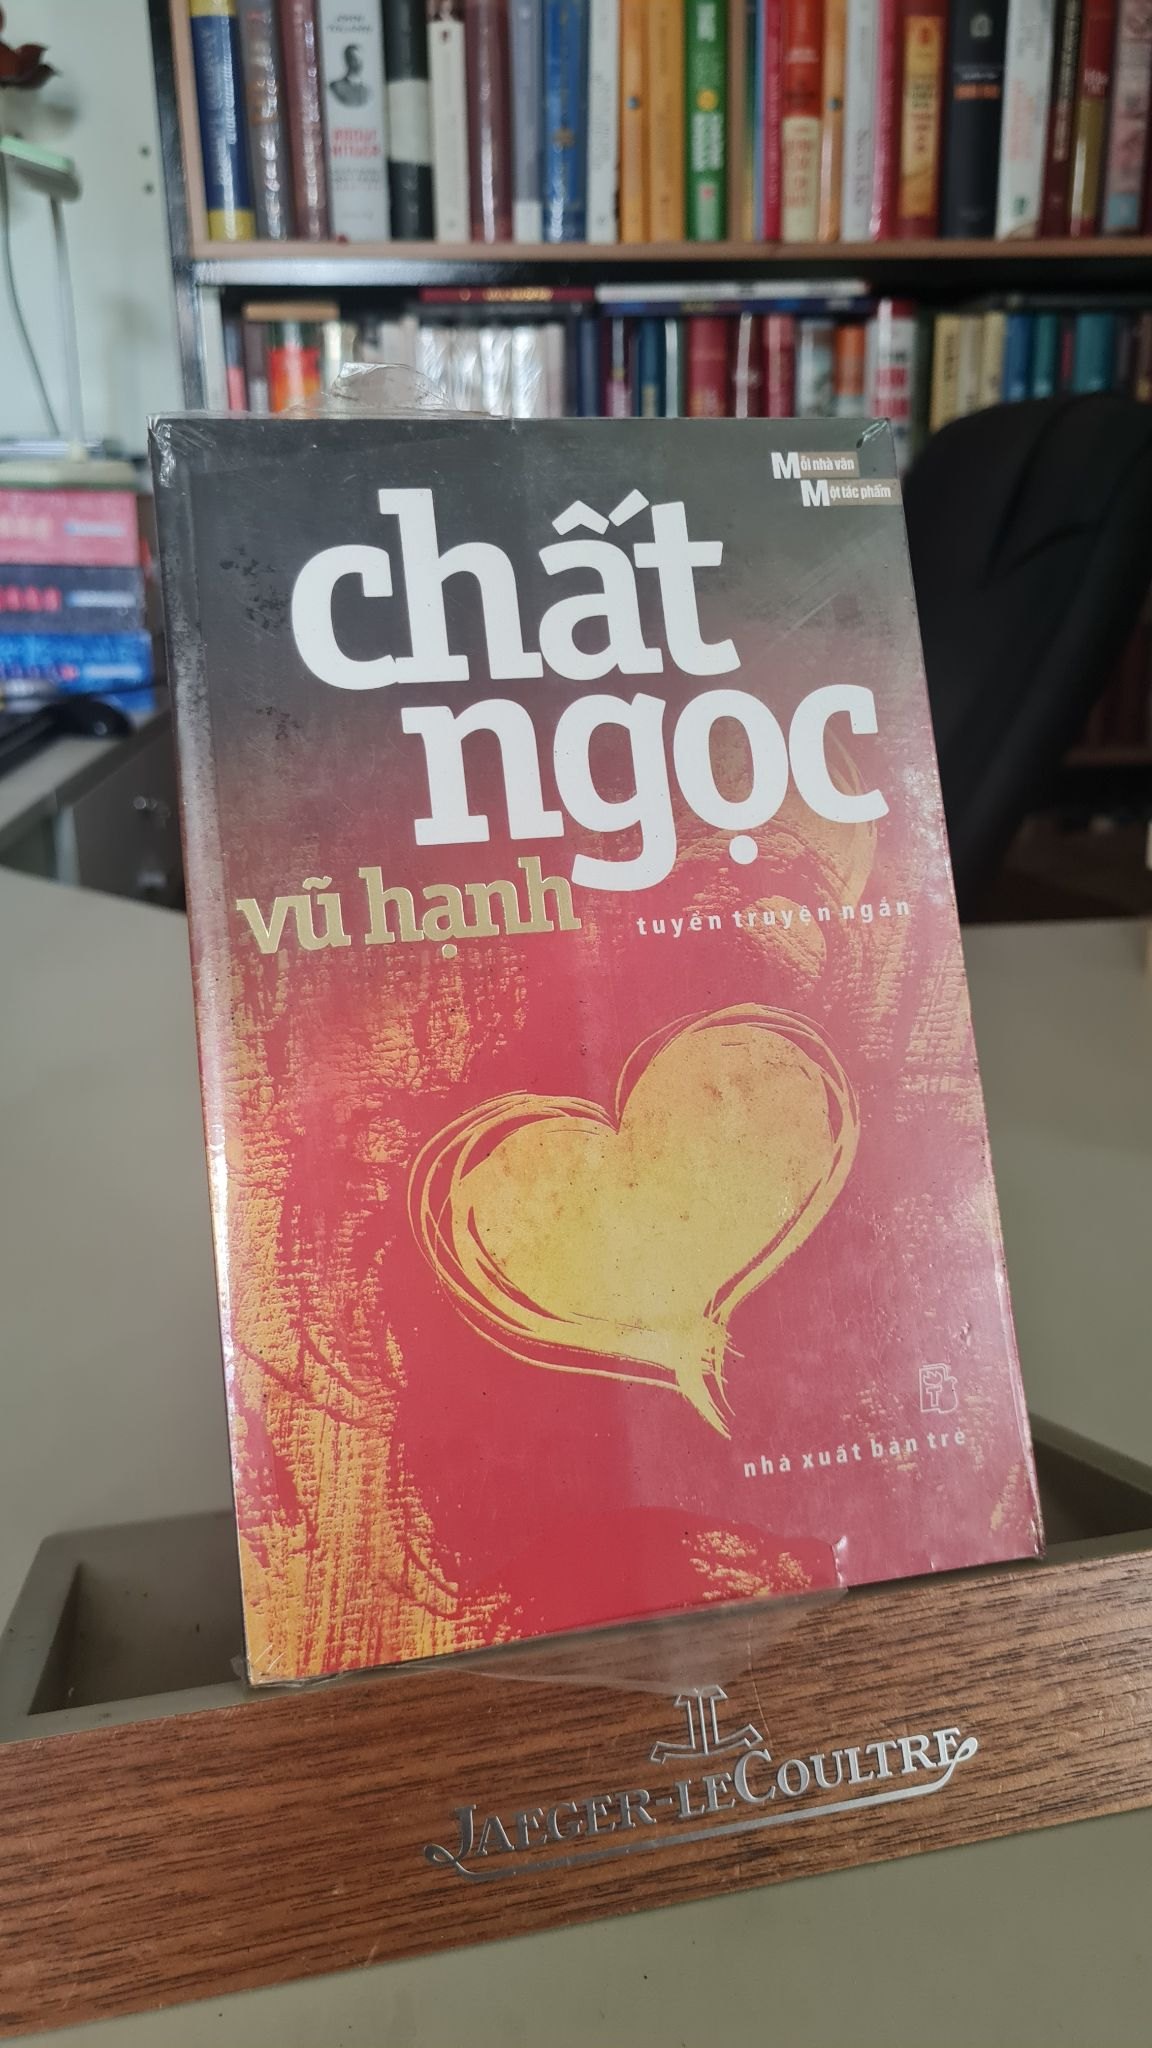 Mỗi nhà văn
Một tác phẩm
chất
ngọc
vũ hạnh
tuyển truyện ngắn
nhà xuất bản trẻ
JAEGER-LECOULTRE